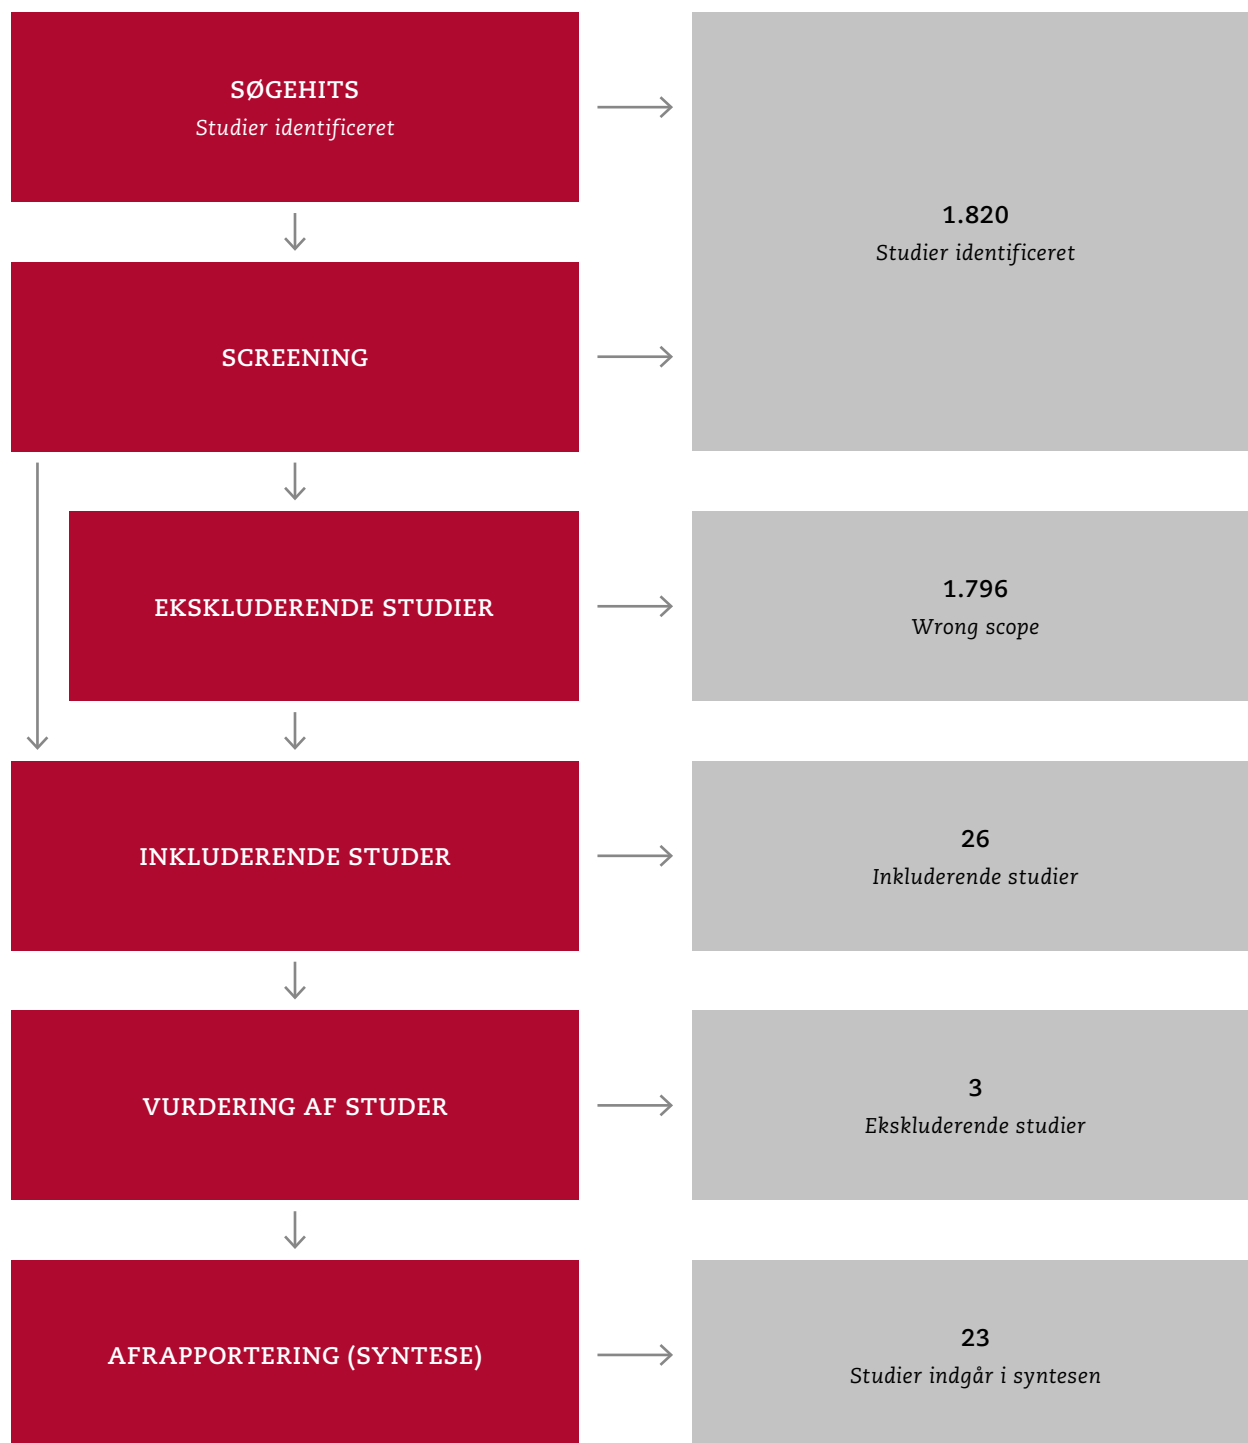 SØGEHITS
Studier identificeret
1.820
Studier identificeret
SCREENING
EKSKLUDERENDE STUDIER
1.796
Wrong scope
INKLUDERENDE STUDER
26
Inkluderende studier
VURDERING AF STUDER
3
Ekskluderende studier
AFRAPPORTERING (SYNTESE)
23
Studier indgår i syntesen